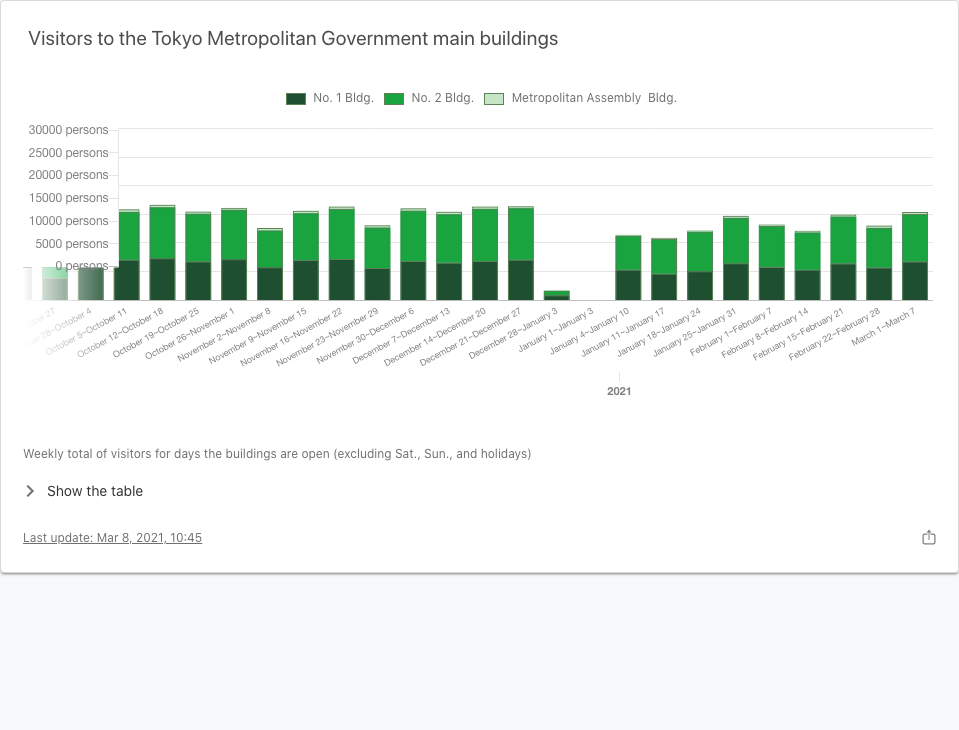 Visitors to the Tokyo Metropolitan Government main buildings
No. 1 Bldg. No. 2 Bldg. Metropolitan Assembly Bldg.
30000 persons
25000 persons
20000 persons
15000 persons
10000 persons
5000 persons
0 persons
27
28~October 4
October 5~October 11
October 12~October 18
October 19~October 25
October 26~November 1
November 2~November 8
November 9~November 15
November 16~November 22
November 23~November 29
November 30~December 6
December 7~December 13
December 14~December 20
December 21~December 27
December 28~January 3
January 1~January 3
January 4~January 10
January 11~January 17
January 18~January 24
January 25~January 31
February 1~February 7
February 8~February 14
February 15~February 21
February 22~February 28
March 1~March 7
2021
Weekly total of visitors for days the buildings are open (excluding Sat., Sun., and holidays)
Show the table
Last update: Mar 8, 2021, 10:45